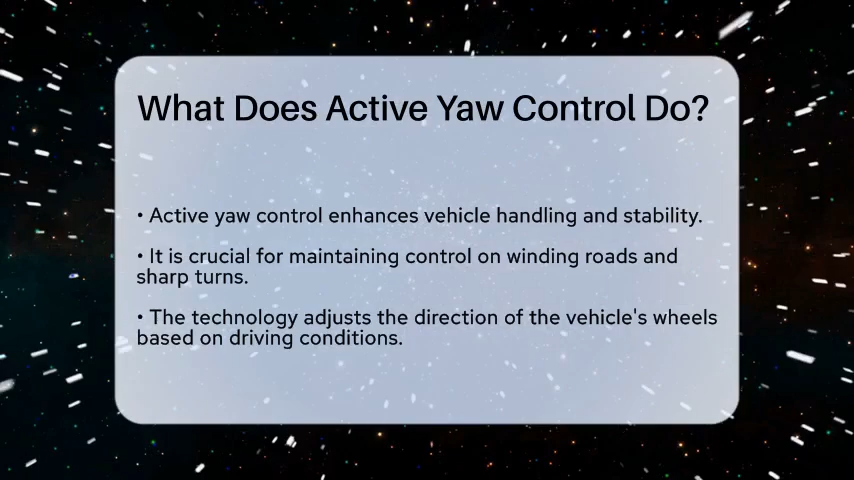 What Does Active Yaw Control Do?
• Active yaw control enhances vehicle handling and stability.
• It is crucial for maintaining control on winding roads and
sharp turns.
• The technology adjusts the direction of the vehicle's wheels
based on driving conditions.